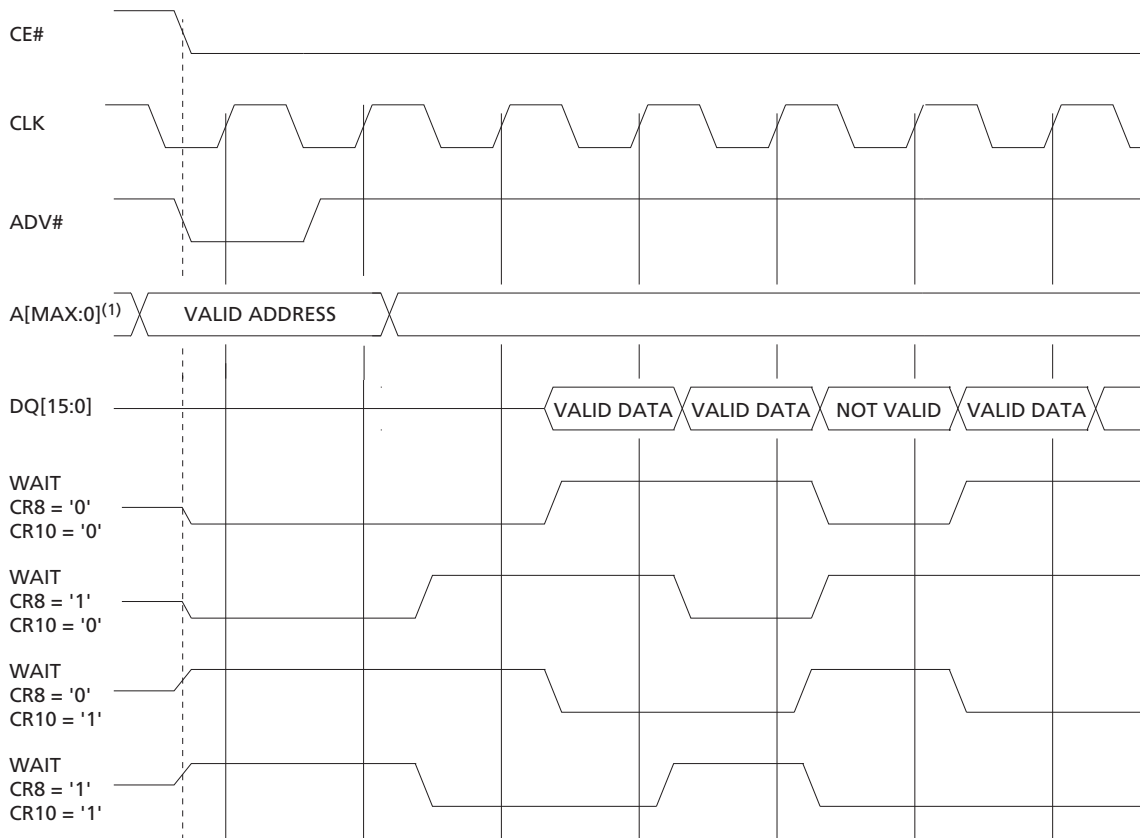 CE#
CLK
ADV#
A[MAX:0](1)
VALID ADDRESS
DQ[15:0]
VALID DATA
VALID DATA
NOT VALID
VALID DATA
WAIT
CR8 = '0'
CR10 = '0'
WAIT
CR8 = '1'
CR10 = '0'
WAIT
CR8 = '0'
CR10 = '1'
WAIT
CR8 = '1'
CR10 = '1'